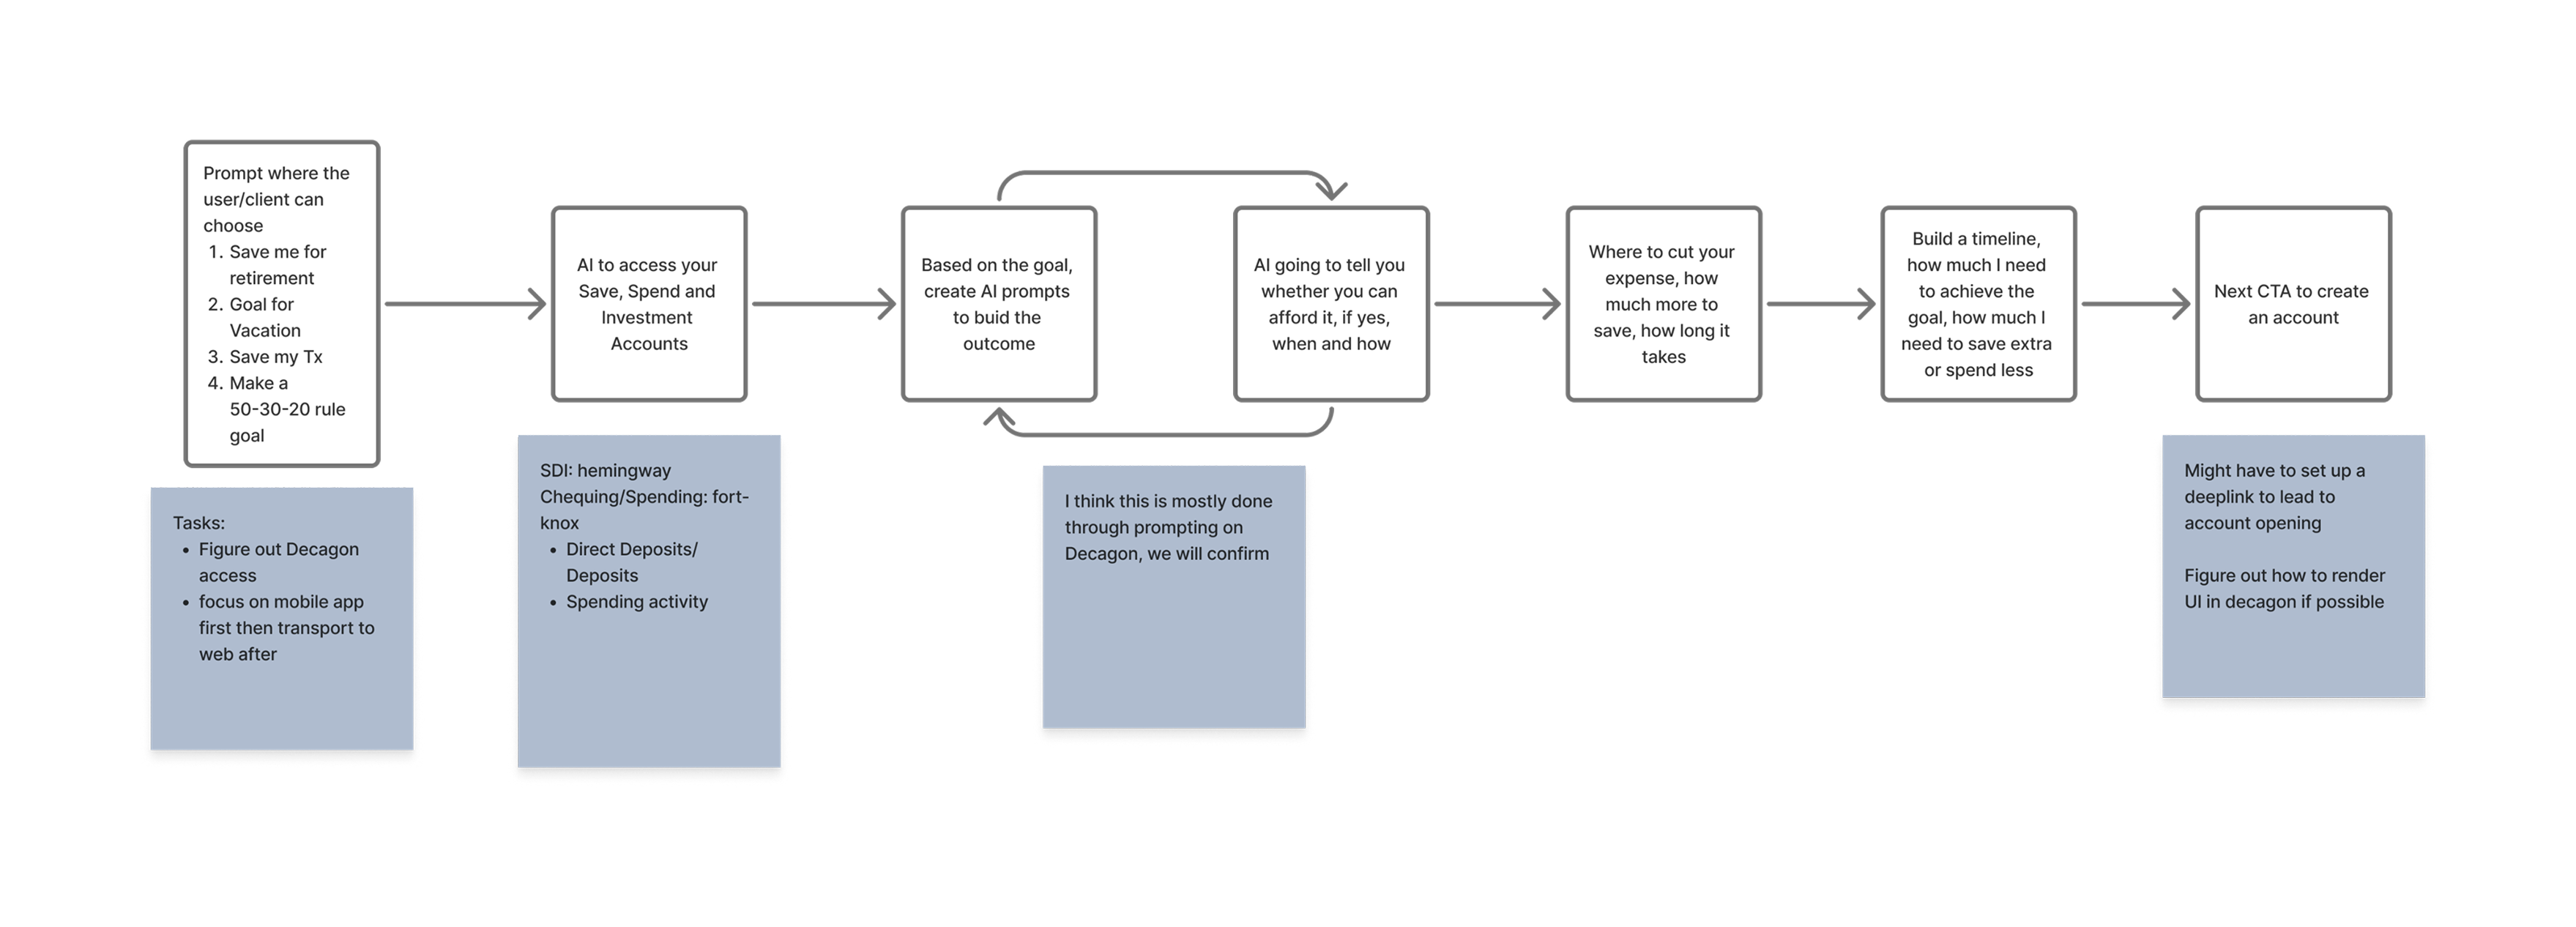 Prompt where the
user/client can
choose
1. Save me for
retirement
2. Goal for
Vacation
3. Save my Tx
4. Make a
50-30-20 rule
goal
AI to access your
Save, Spend and
Investment
Accounts
Based on the goal,
create AI prompts
to buid the
outcome
AI going to tell you
whether you can
afford it, if yes,
when and how
Where to cut your
expense, how
much more to
save, how long it
takes
Build a timeline,
how much I need
to achieve the
goal, how much I
need to save extra
or spend less
Next CTA to create
an account
Tasks:
• Figure out Decagon
access
• focus on mobile app
first then transport to
web after
SDI: hemingway
Chequing/Spending: fort-
knox
• Direct Deposits/
Deposits
• Spending activity
I think this is mostly done
through prompting on
Decagon, we will confirm
Might have to set up a
deeplink to lead to
account opening
Figure out how to render
UI in decagon if possible